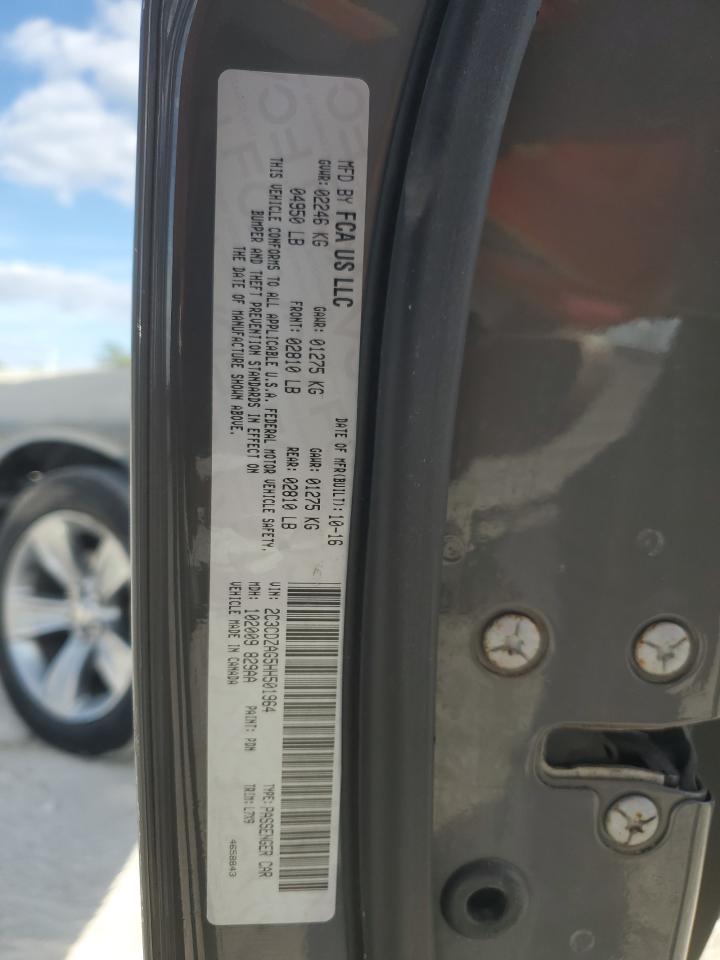 MFD BY FCA US LLC
DATE OF MFR(BUILT): 10-16
GVWR: 02246 KG
GAWR: 01275 KG
GAWR: 01275 KG
04950 LB
FRONT: 02810 LB
REAR: 02810 LB
THIS VEHICLE CONFORMS TO ALL APPLICABLE U.S.A. FEDERAL MOTOR VEHICLE SAFETY,
BUMPER AND THEFT PREVENTION STANDARDS IN EFFECT ON
THE DATE OF MANUFACTURE SHOWN ABOVE.
VIN: 2C3CDZAG5HH501964
TYPE: PASSENGER CAR
MDH: 102009 829AA
PAINT: PDN
TRIM: L7X9
VEHICLE MADE IN CANADA
4658843